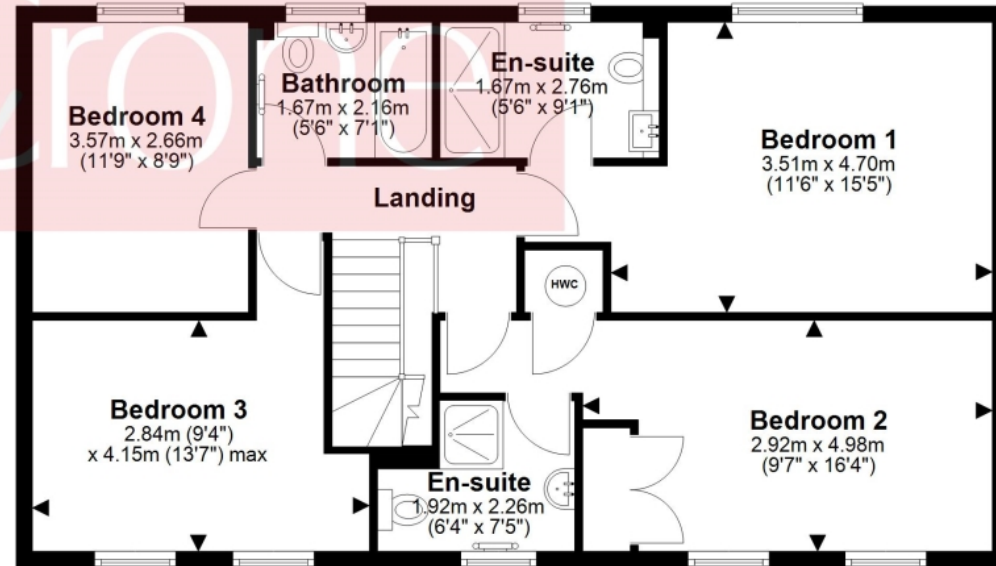 Bedroom 4
3.57m x 2.66m
(11'9" x 8'9")
Bathroom
1.67m x 2.16m
(5'6" x 7'1")
En-suite
1.67m x 2.76m
(5'6" x 9'1")
Bedroom 1
3.51m x 4.70m
(11'6" x 15'5")
Landing
HWC
Bedroom 3
2.84m (9'4")
x 4.15m (13'7") max
En-suite
1.92m x 2.26m
(6'4" x 7'5")
Bedroom 2
2.92m x 4.98m
(9'7" x 16'4")